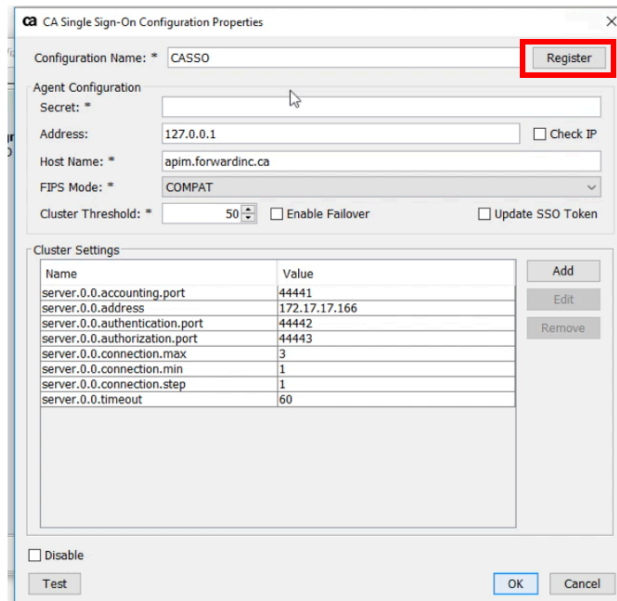 ca CA Single Sign-On Configuration Properties
Configuration Name: * CASSO Register
Agent Configuration
Secret: *
Address: 127.0.0.1 Check IP
Host Name: * apim.forwardinc.ca
FIPS Mode: * COMPAT
Cluster Threshold: * 50 Enable Failover Update SSO Token
Cluster Settings
Name Value Add
server.0.0.accounting.port 44441
server.0.0.address 172.17.17.166
Edit
server.0.0.authentication.port 44442
server.0.0.authorization.port 44443
Remove
server.0.0.connection.max 3
server.0.0.connection.min 1
server.0.0.connection.step 1
server.0.0.timeout 60
Disable
Test OK Cancel